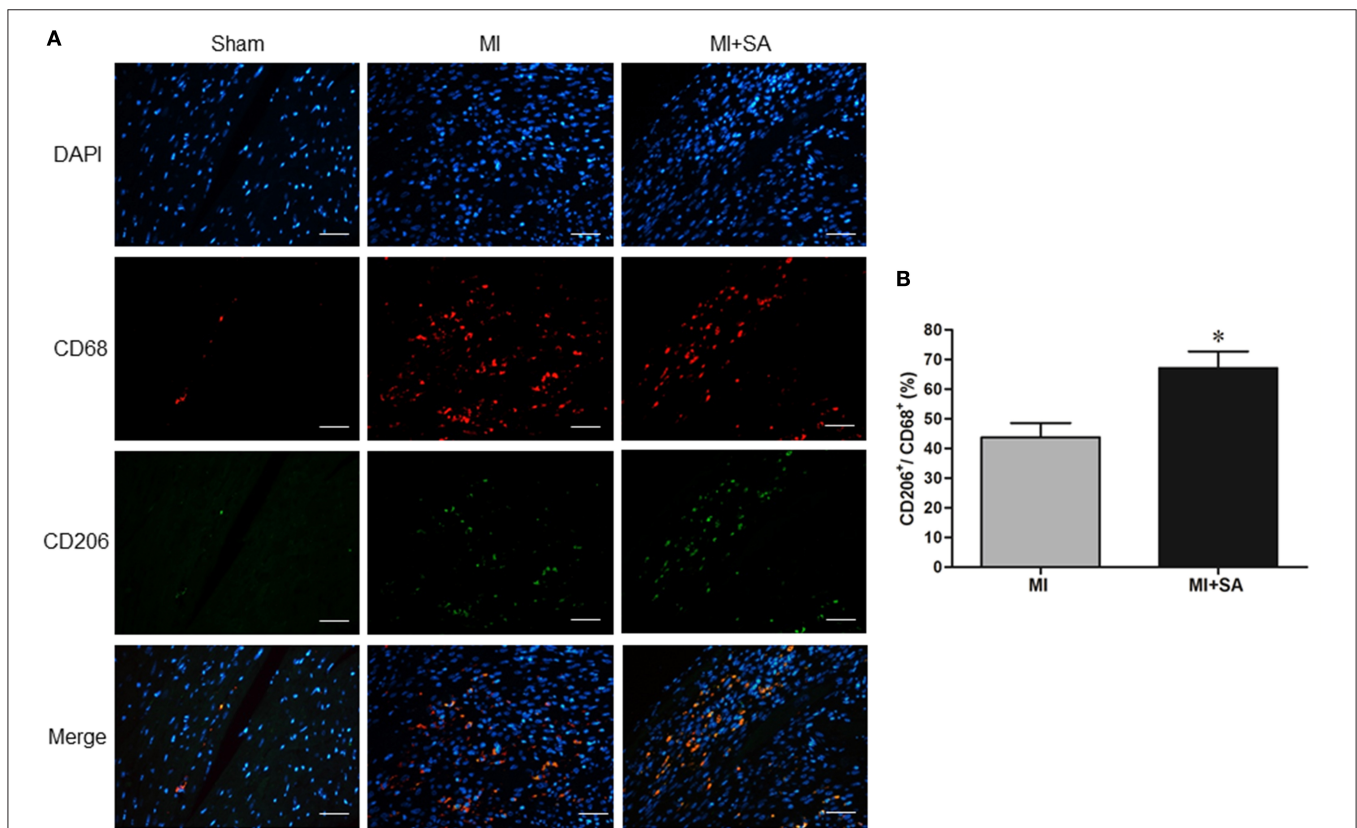 A
Sham MI MI+SA
DAPI
CD68
CD206
Merge
B
CD206⁺/ CD68⁺ (%)
80
70
60
50
40
30
20
10
0
*
MI MI+SA